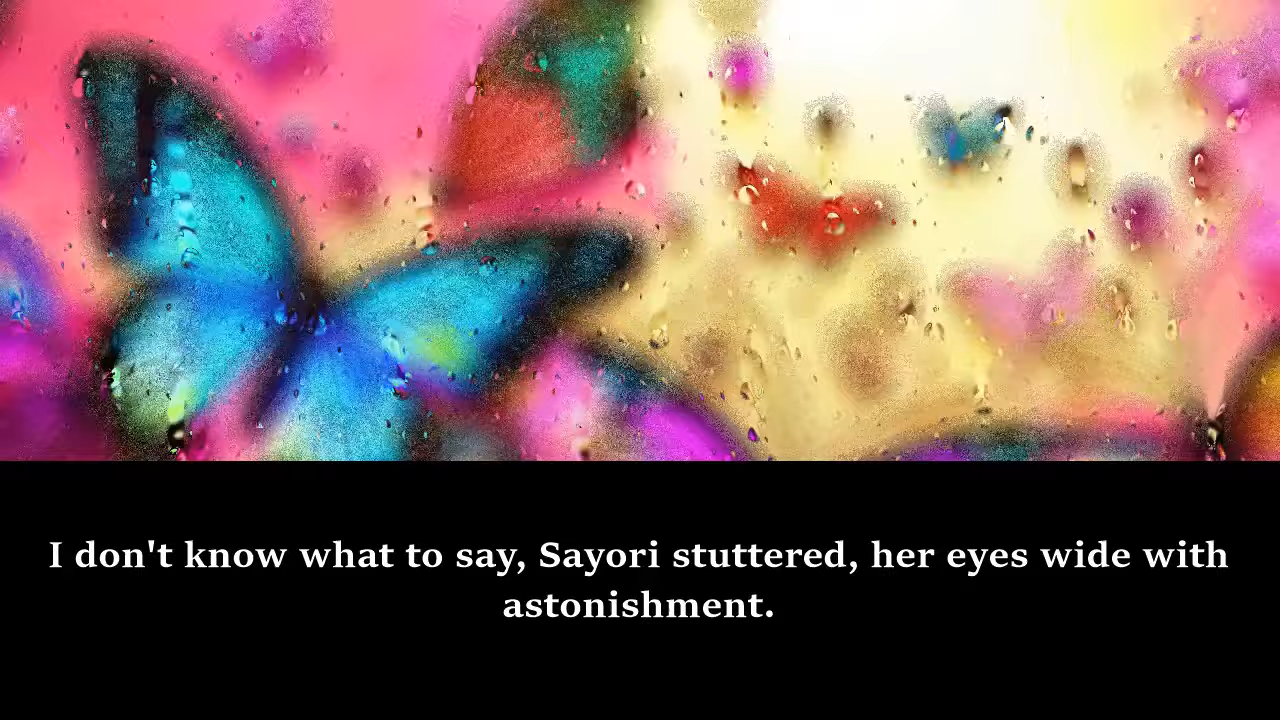 I don't know what to say, Sayori stuttered, her eyes wide with
astonishment.